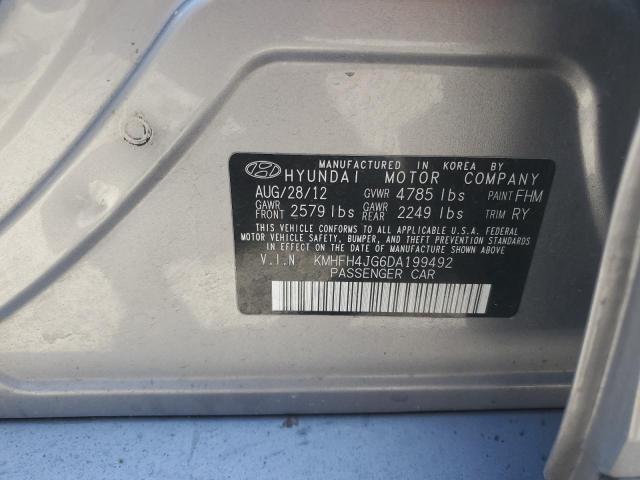 MANUFACTURED IN KOREA BY
HYUNDAI MOTOR COMPANY
AUG/28/12 GVWR 4785 lbs PAINT FHM
GAWR FRONT 2579 lbs GAWR REAR 2249 lbs TRIM RY
THIS VEHICLE CONFORMS TO ALL APPLICABLE U.S.A. FEDERAL
MOTOR VEHICLE SAFETY, BUMPER, AND THEFT PREVENTION STANDARDS
IN EFFECT ON THE DATE OF MANUFACTURE SHOWN ABOVE
V.I.N KMHFH4JG6DA199492
PASSENGER CAR